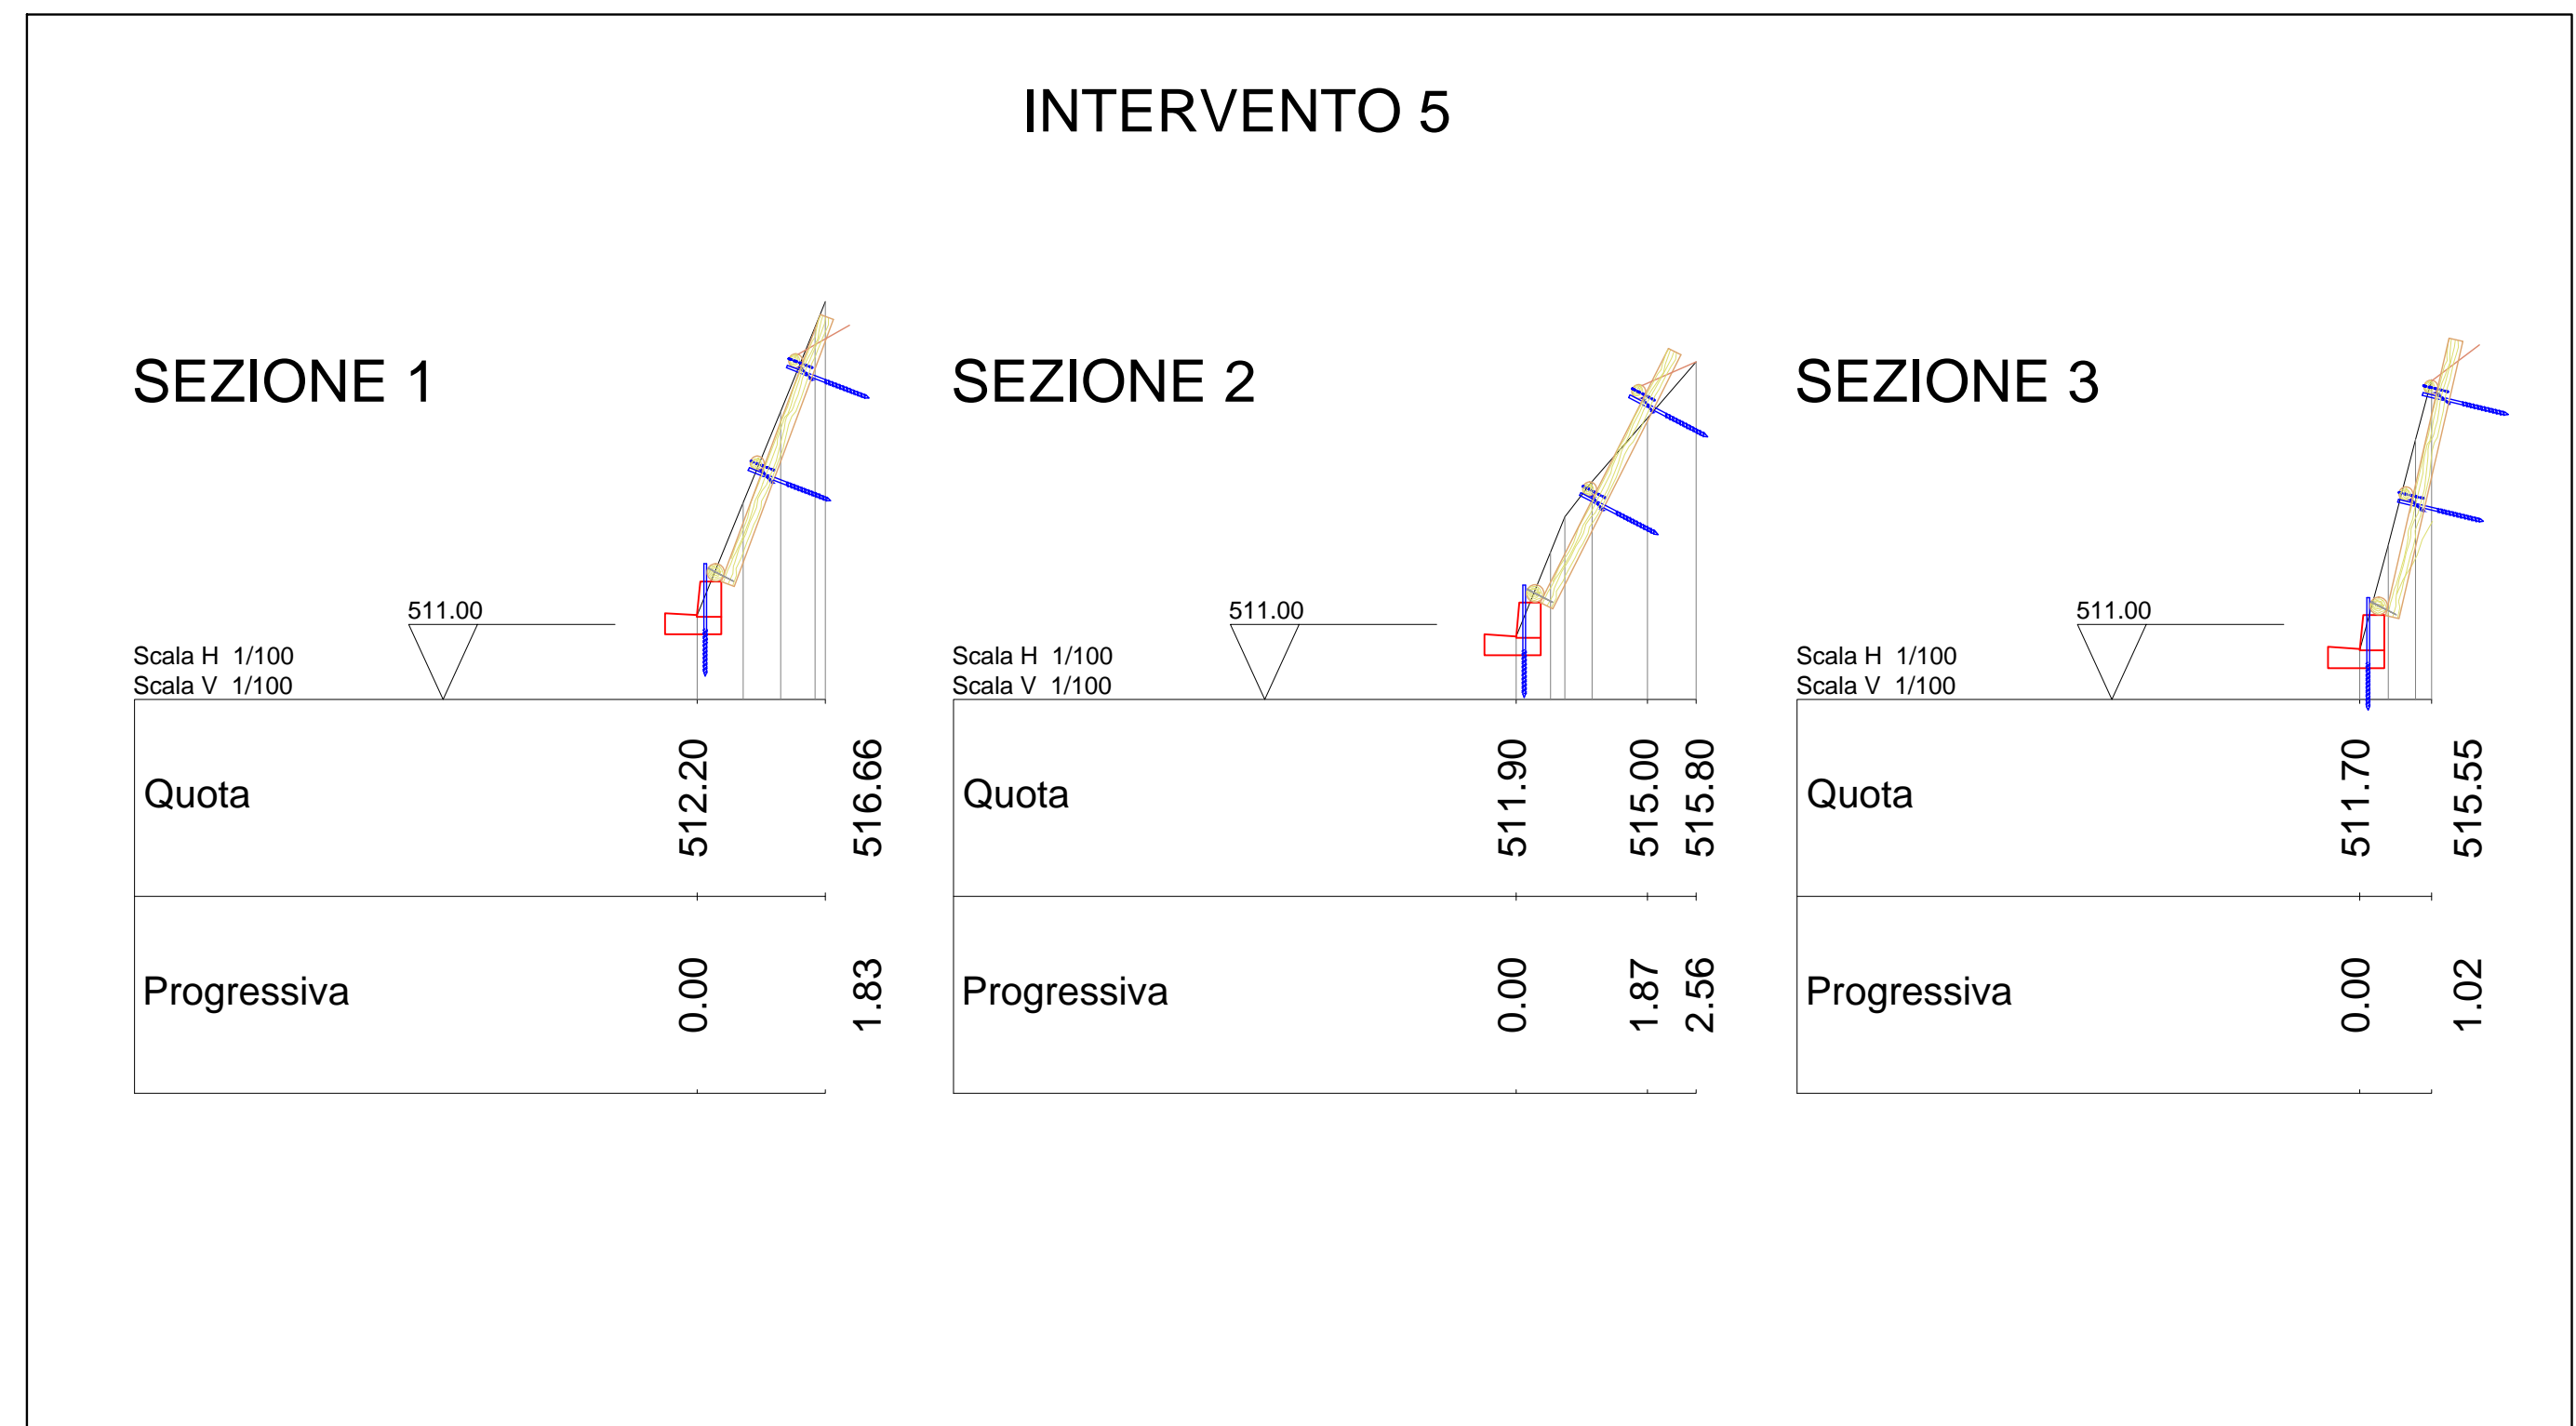 INTERVENTO 5
SEZIONE 1
511.00
Scala H 1/100
Scala V 1/100
Quota
512.20
516.66
Progressiva
0.00
1.83
SEZIONE 2
511.00
Scala H 1/100
Scala V 1/100
Quota
511.90
515.00
515.80
Progressiva
0.00
1.87
2.56
SEZIONE 3
511.00
Scala H 1/100
Scala V 1/100
Quota
511.70
515.55
Progressiva
0.00
1.02